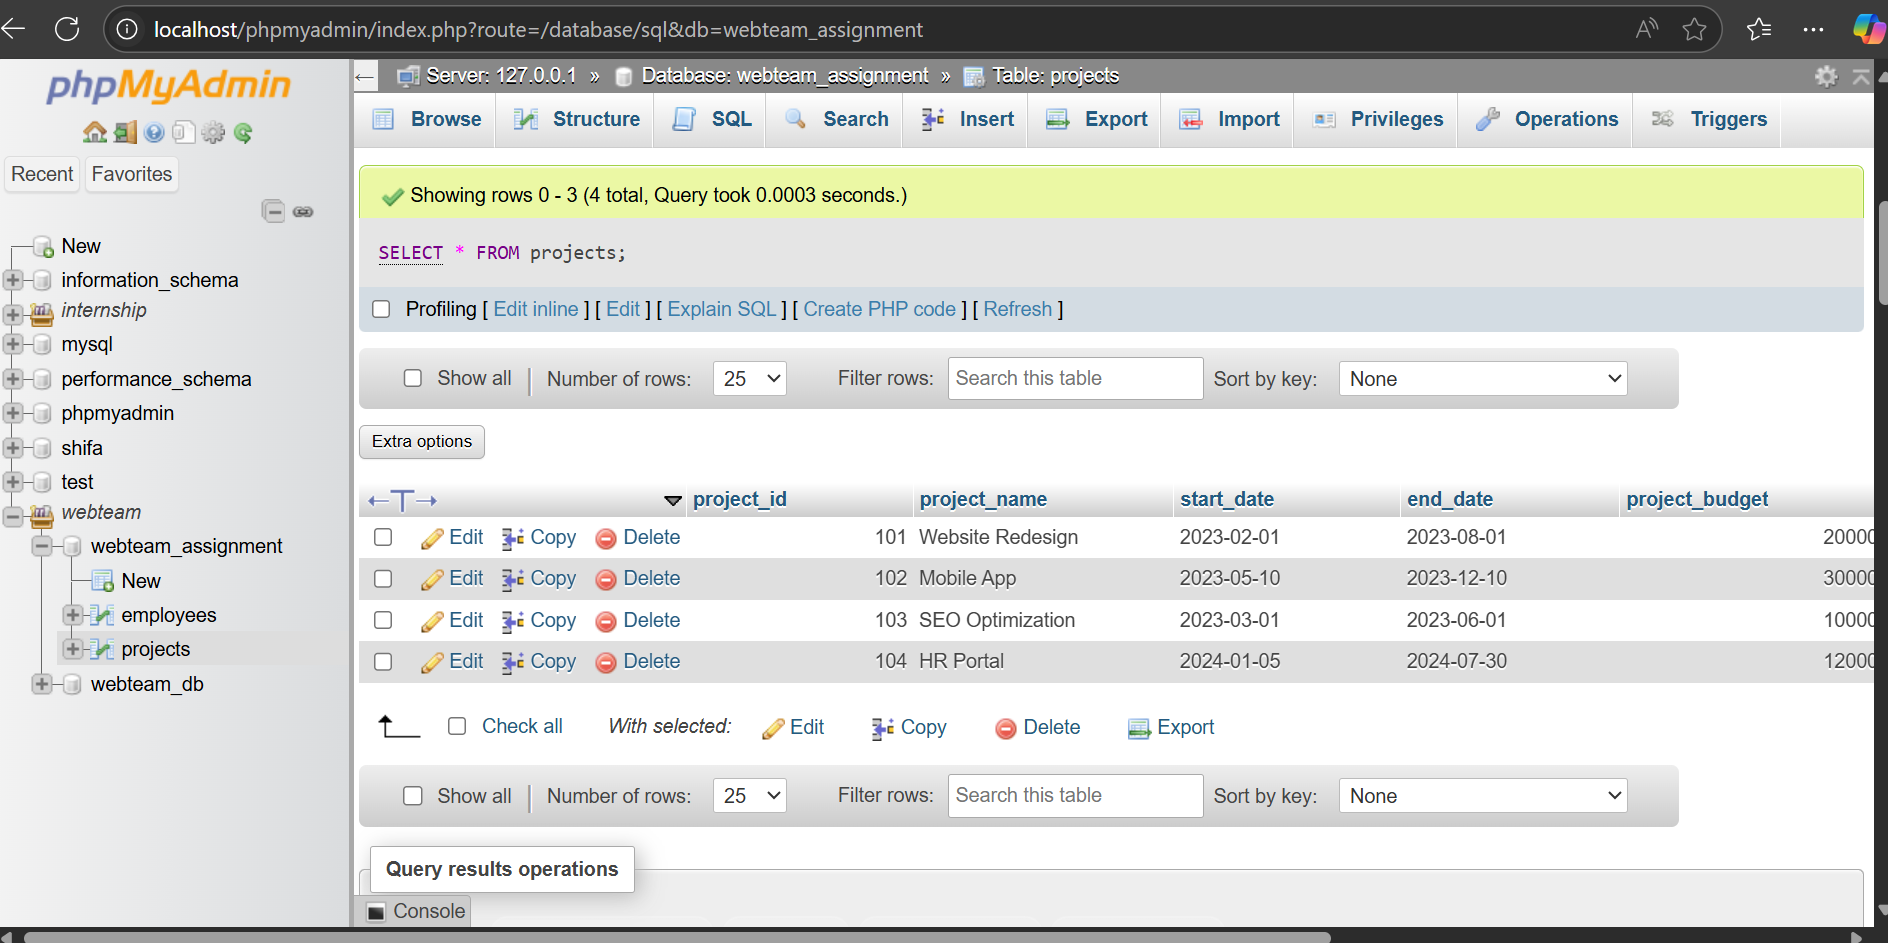 localhost/phpmyadmin/index.php?route=/database/sql&db=webteam_assignment
phpMyAdmin
Recent Favorites
New
information_schema
internship
mysql
performance_schema
phpmyadmin
shifa
test
webteam
webteam_assignment
New
employees
projects
webteam_db
Server: 127.0.0.1 » Database: webteam_assignment » Table: projects
Browse Structure SQL Search Insert Export Import Privileges Operations Triggers
Showing rows 0 - 3 (4 total, Query took 0.0003 seconds.)
SELECT * FROM projects;
Profiling [ Edit inline ] [ Edit ] [ Explain SQL ] [ Create PHP code ] [ Refresh ]
Show all | Number of rows: 25 Filter rows: Search this table Sort by key: None
Extra options
←T→ project_id project_name start_date end_date project_budget
Edit Copy Delete 101 Website Redesign 2023-02-01 2023-08-01 20000
Edit Copy Delete 102 Mobile App 2023-05-10 2023-12-10 30000
Edit Copy Delete 103 SEO Optimization 2023-03-01 2023-06-01 10000
Edit Copy Delete 104 HR Portal 2024-01-05 2024-07-30 12000
Check all With selected: Edit Copy Delete Export
Show all | Number of rows: 25 Filter rows: Search this table Sort by key: None
Query results operations
Console